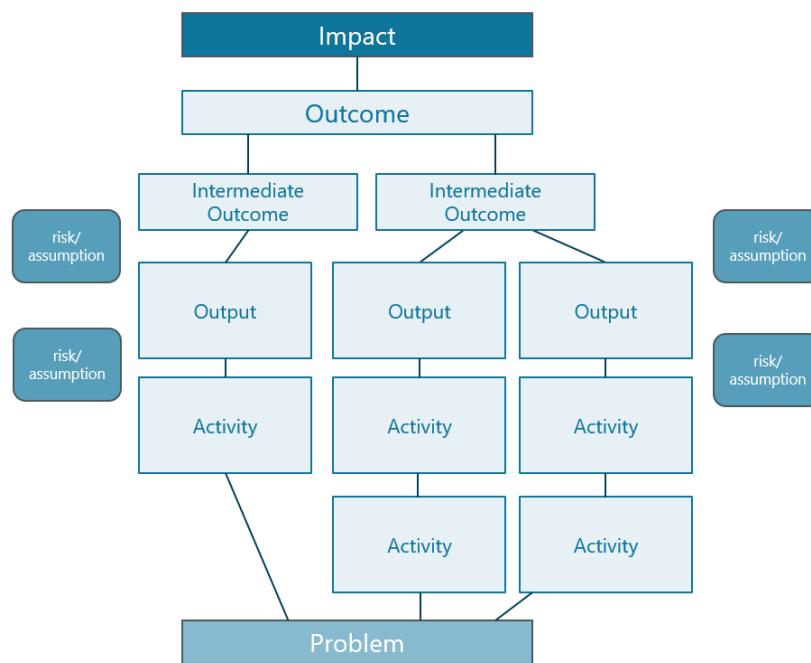 Impact
Outcome
Intermediate
Outcome
Intermediate
Outcome
risk/
assumption
risk/
assumption
Output
Output
Output
risk/
assumption
risk/
assumption
Activity
Activity
Activity
Activity
Activity
Problem